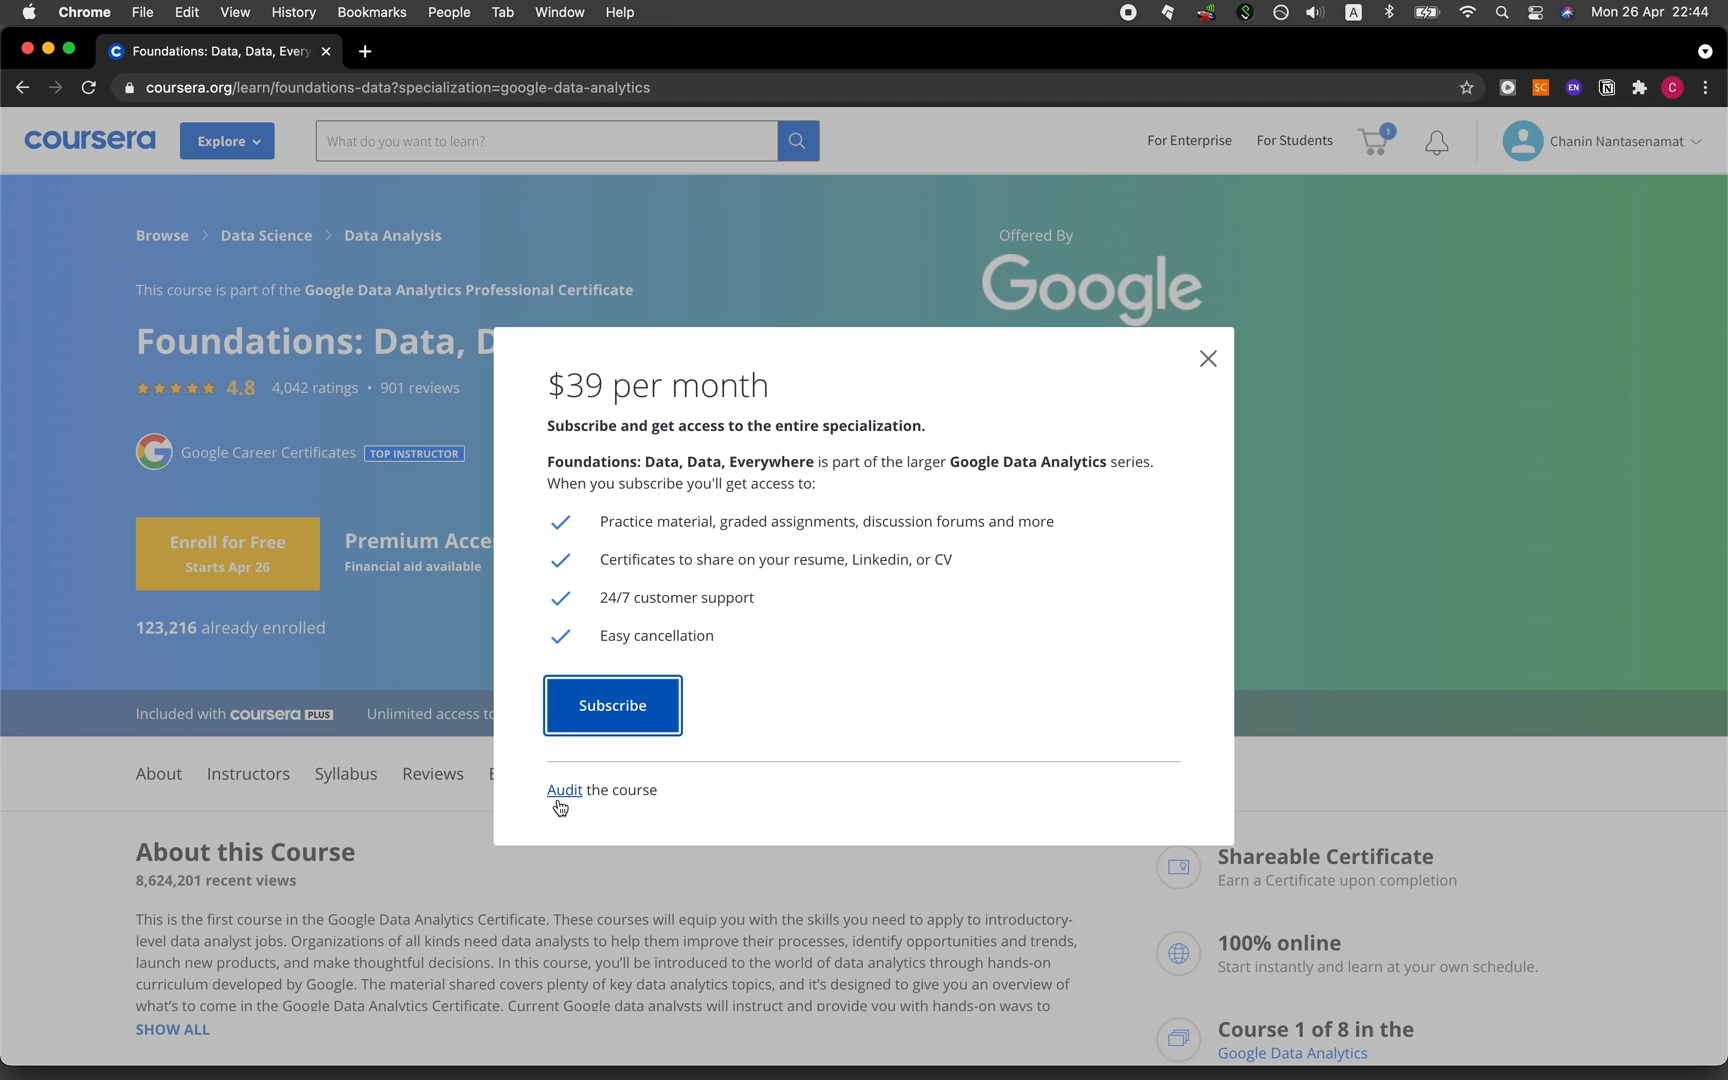 Chrome File Edit View History Bookmarks People Tab Window Help
A
Mon 26 Apr 22:44
Foundations: Data, Data, Every
coursera.org/learn/foundations-data?specialization=google-data-analytics
SC
EN
C
coursera
Explore
What do you want to learn?
For Enterprise
For Students
1
Chanin Nantasenamat
Browse > Data Science > Data Analysis
Offered By
Google
This course is part of the Google Data Analytics Professional Certificate
Foundations: Data, D
4.8 4,042 ratings • 901 reviews
Google Career Certificates TOP INSTRUCTOR
Enroll for Free
Starts Apr 26
Premium Acce
Financial aid available
123,216 already enrolled
Included with coursera PLUS Unlimited access to
$39 per month
Subscribe and get access to the entire specialization.
Foundations: Data, Data, Everywhere is part of the larger Google Data Analytics series.
When you subscribe you'll get access to:
Practice material, graded assignments, discussion forums and more
Certificates to share on your resume, Linkedin, or CV
24/7 customer support
Easy cancellation
Subscribe
Audit the course
About Instructors Syllabus Reviews
About this Course
8,624,201 recent views
This is the first course in the Google Data Analytics Certificate. These courses will equip you with the skills you need to apply to introductory-
level data analyst jobs. Organizations of all kinds need data analysts to help them improve their processes, identify opportunities and trends,
launch new products, and make thoughtful decisions. In this course, you'll be introduced to the world of data analytics through hands-on
curriculum developed by Google. The material shared covers plenty of key data analytics topics, and it's designed to give you an overview of
what's to come in the Google Data Analytics Certificate. Current Google data analysts will instruct and provide you with hands-on ways to
SHOW ALL
Shareable Certificate
Earn a Certificate upon completion
100% online
Start instantly and learn at your own schedule.
Course 1 of 8 in the
Google Data Analytics